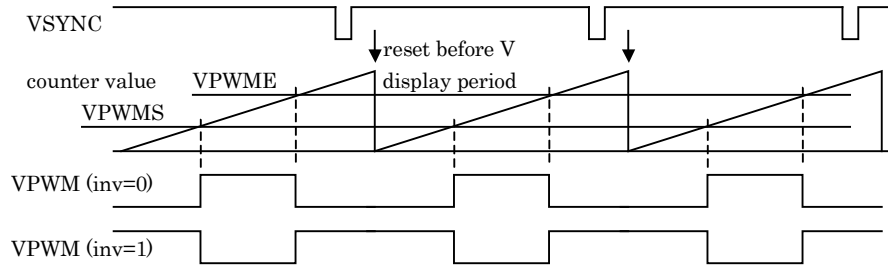 VSYNC
reset before V
counter value
VPWME
display period
VPWMS
VPWM (inv=0)
VPWM (inv=1)